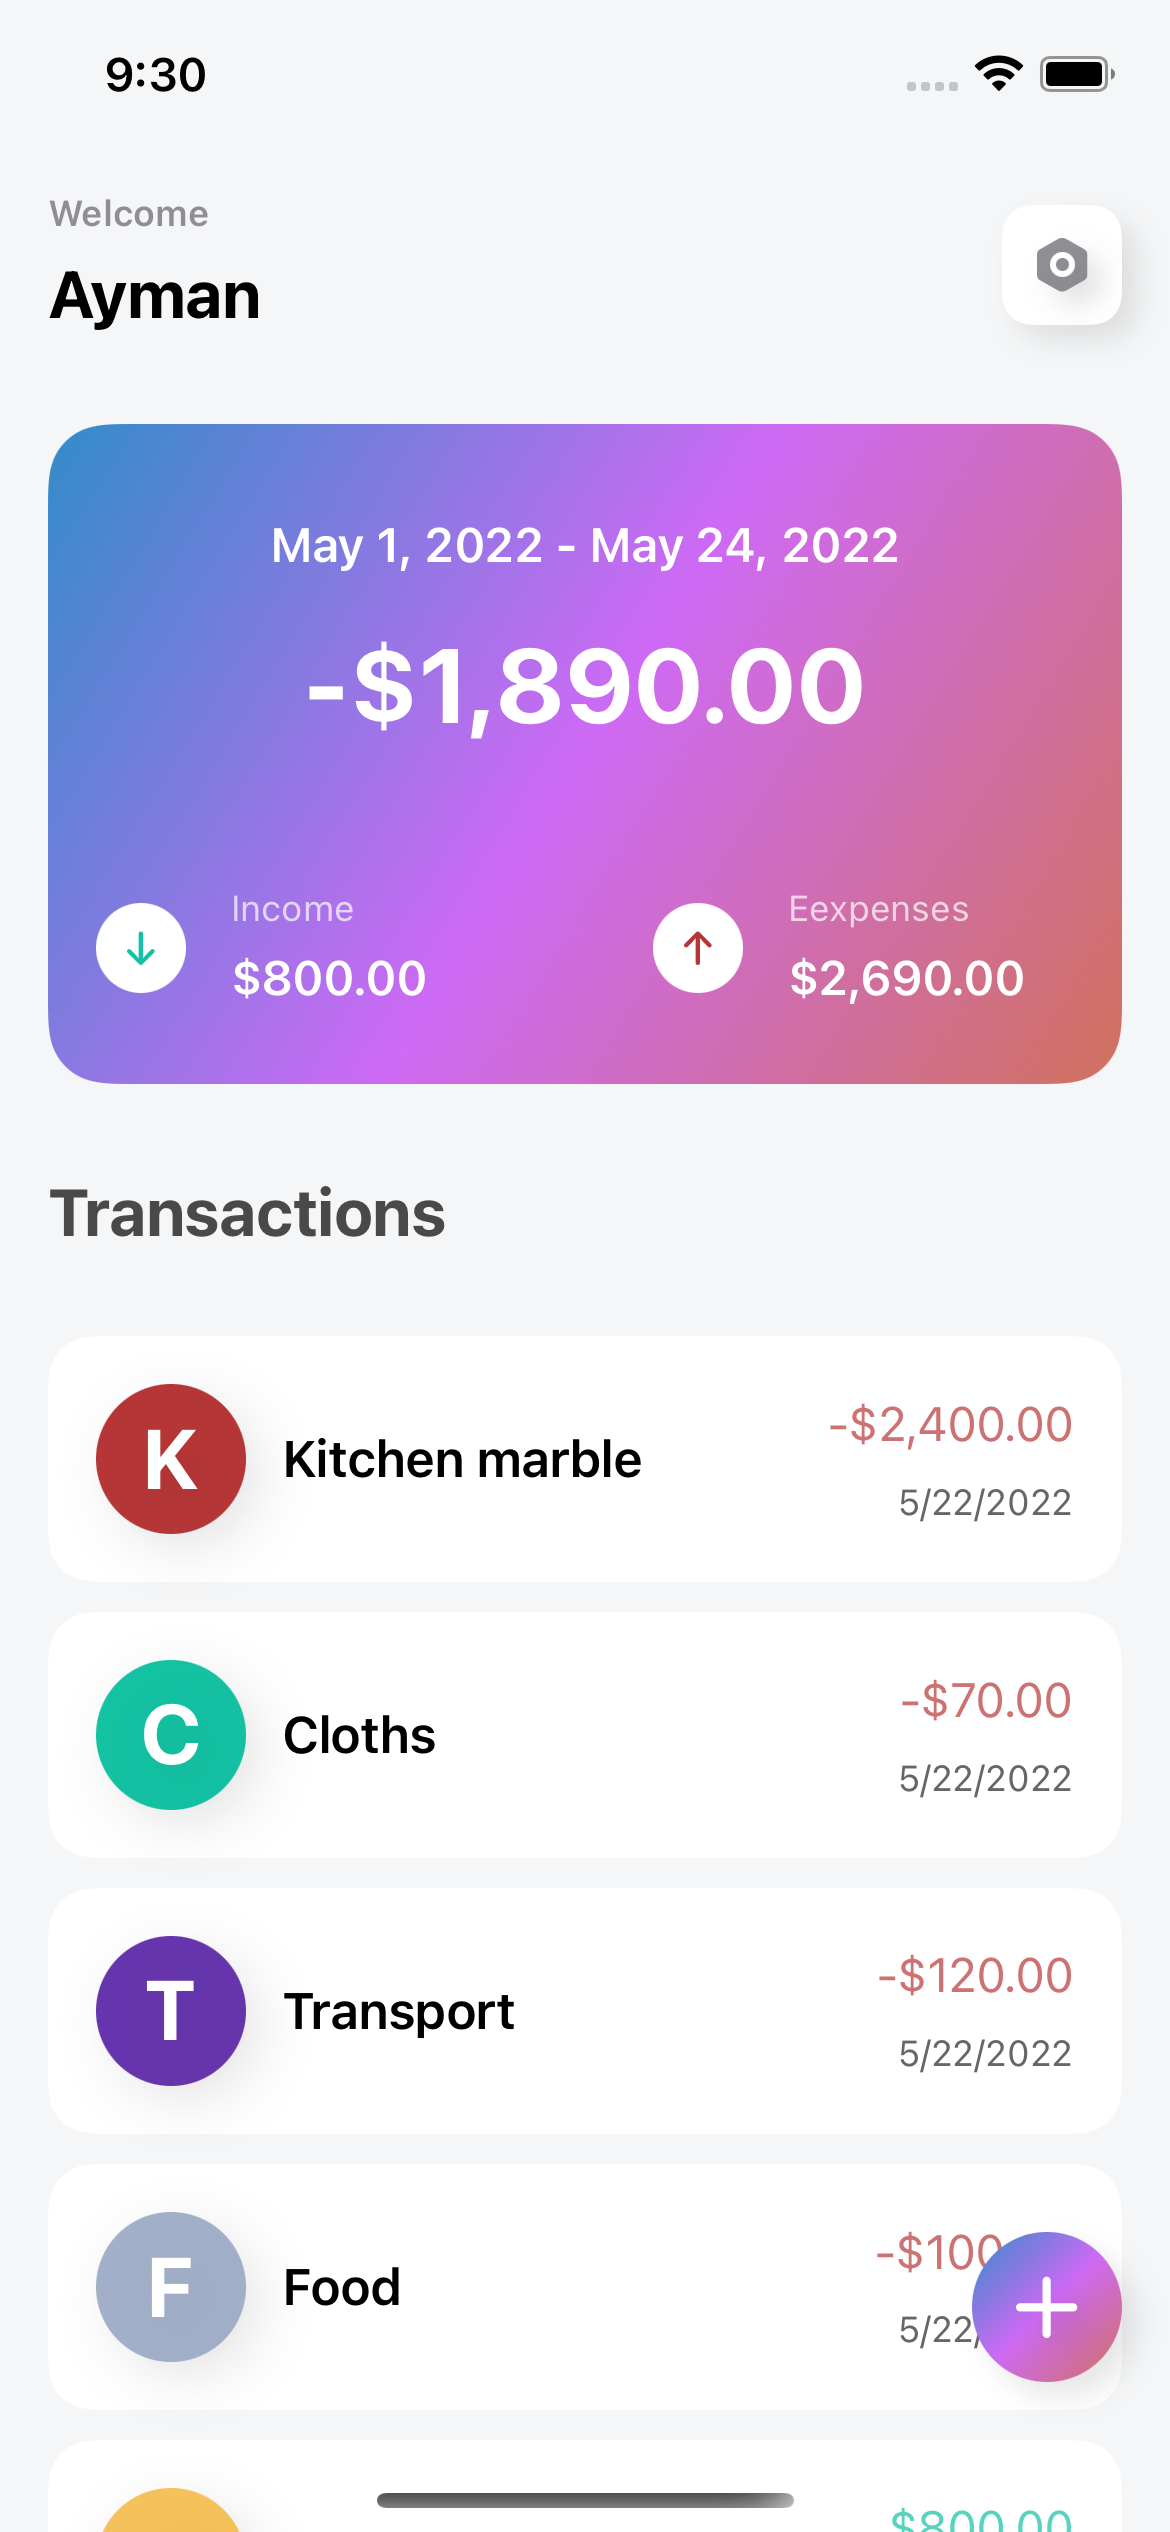 9:30
Welcome
Ayman
May 1, 2022 - May 24, 2022
-$1,890.00
Income
$800.00
Eexpenses
$2,690.00
Transactions
K
Kitchen marble
-$2,400.00
5/22/2022
C
Cloths
-$70.00
5/22/2022
T
Transport
-$120.00
5/22/2022
F
Food
-$100
5/22/
$800.00